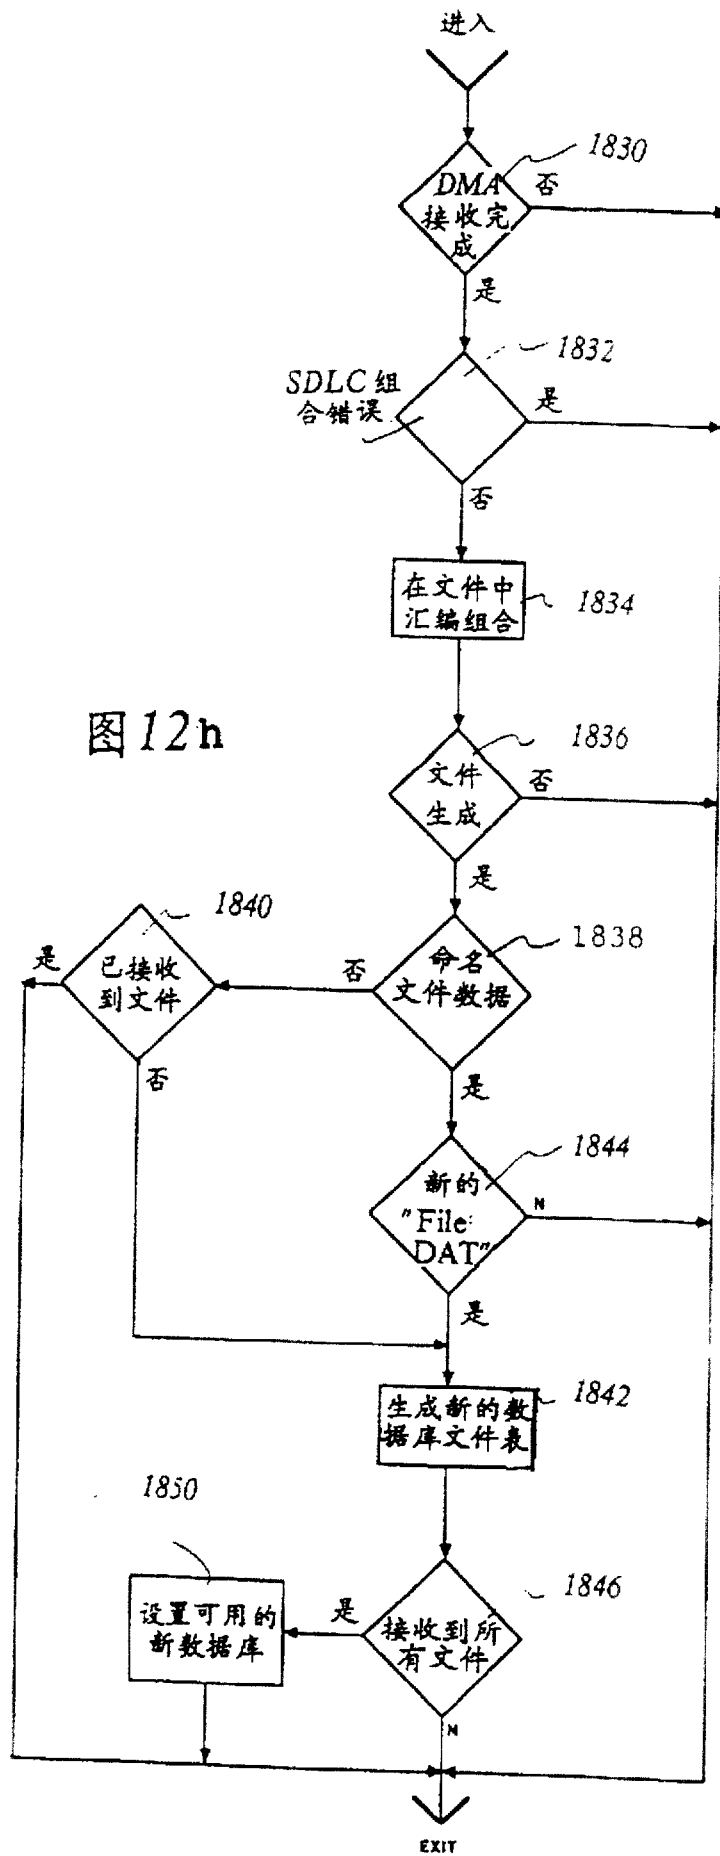 进入
1830
DMA
接收完
成
否
是
1832
SDLC 组
合错误
是
否
在文件中
汇编组合
1834
图12h
1836
文件
生成
否
是
1840
1838
是
已接收
到文件
否
命名
文件数据
否
是
1844
新的
"File:
DAT"
N
是
1842
生成新的数
据库文件表
1850
1846
设置可用的
新数据库
是
接收到所
有文件
N
EXIT